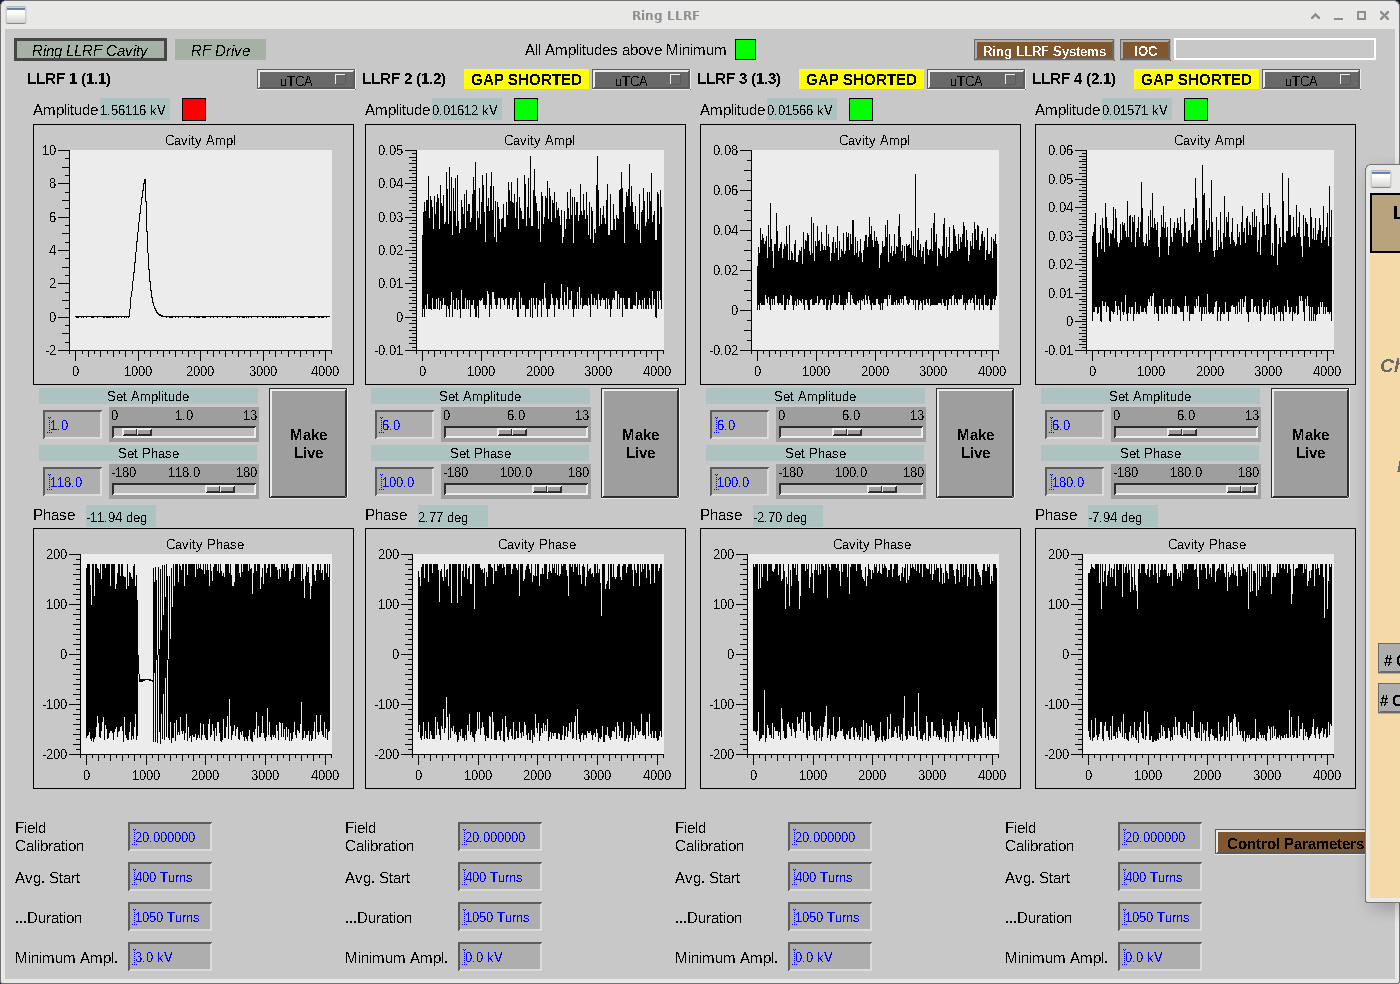 Ring LLRF
Ring LLRF Cavity RF Drive All Amplitudes above Minimum Ring LLRF Systems IOC
LLRF 1 (1.1) uTCA LLRF 2 (1.2) GAP SHORTED uTCA LLRF 3 (1.3) GAP SHORTED uTCA LLRF 4 (2.1) GAP SHORTED uTCA
Amplitude 1.56116 kV Amplitude 0.01612 kV Amplitude 0.01566 kV Amplitude 0.01571 kV
Cavity Ampl
10
8
6
4
2
0
-2
0 1000 2000 3000 4000
Cavity Ampl
0.05
0.04
0.03
0.02
0.01
0
-0.01
0 1000 2000 3000 4000
Cavity Ampl
0.08
0.06
0.04
0.02
0
-0.02
0 1000 2000 3000 4000
Cavity Ampl
0.06
0.05
0.04
0.03
0.02
0.01
0
-0.01
0 1000 2000 3000 4000
Set Amplitude
1.0 0 1.0 13
Set Phase
118.0 -180 118.0 180
Make
Live
Set Amplitude
6.0 0 6.0 13
Set Phase
100.0 -180 100.0 180
Make
Live
Set Amplitude
6.0 0 6.0 13
Set Phase
100.0 -180 100.0 180
Make
Live
Set Amplitude
6.0 0 6.0 13
Set Phase
180.0 -180 180.0 180
Make
Live
Phase -11.94 deg Phase 2.77 deg Phase -2.70 deg Phase -7.94 deg
Cavity Phase
200
100
0
-100
-200
0 1000 2000 3000 4000
Cavity Phase
200
100
0
-100
-200
0 1000 2000 3000 4000
Cavity Phase
200
100
0
-100
-200
0 1000 2000 3000 4000
Cavity Phase
200
100
0
-100
-200
0 1000 2000 3000 4000
Field
Calibration 20.000000
Avg. Start 400 Turns
...Duration 1050 Turns
Minimum Ampl. 3.0 kV
Field
Calibration 20.000000
Avg. Start 400 Turns
...Duration 1050 Turns
Minimum Ampl. 0.0 kV
Field
Calibration 20.000000
Avg. Start 400 Turns
...Duration 1050 Turns
Minimum Ampl. 0.0 kV
Field
Calibration 20.000000
Avg. Start 400 Turns
...Duration 1050 Turns
Minimum Ampl. 0.0 kV
Control Parameters